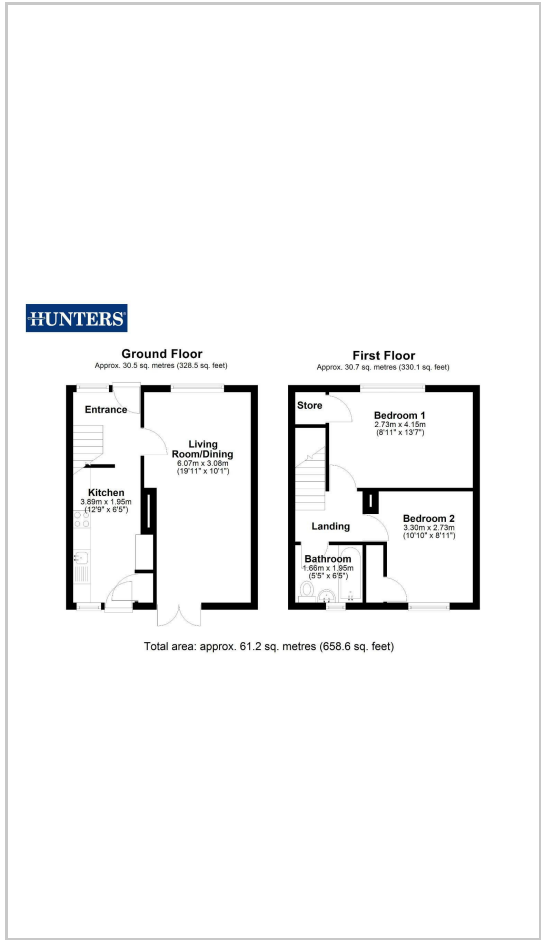 HUNTERS
Ground Floor
Approx. 30.5 sq. metres (328.5 sq. feet)
Entrance
Living
Room/Dining
6.07m x 3.08m
(19'11" x 10'1")
Kitchen
3.89m x 1.95m
(12'9" x 6'5")
First Floor
Approx. 30.7 sq. metres (330.1 sq. feet)
Store
Bedroom 1
2.73m x 4.15m
(8'11" x 13'7")
Landing
Bedroom 2
3.30m x 2.73m
(10'10" x 8'11")
Bathroom
1.66m x 1.95m
(5'5" x 6'5")
Total area: approx. 61.2 sq. metres (658.6 sq. feet)